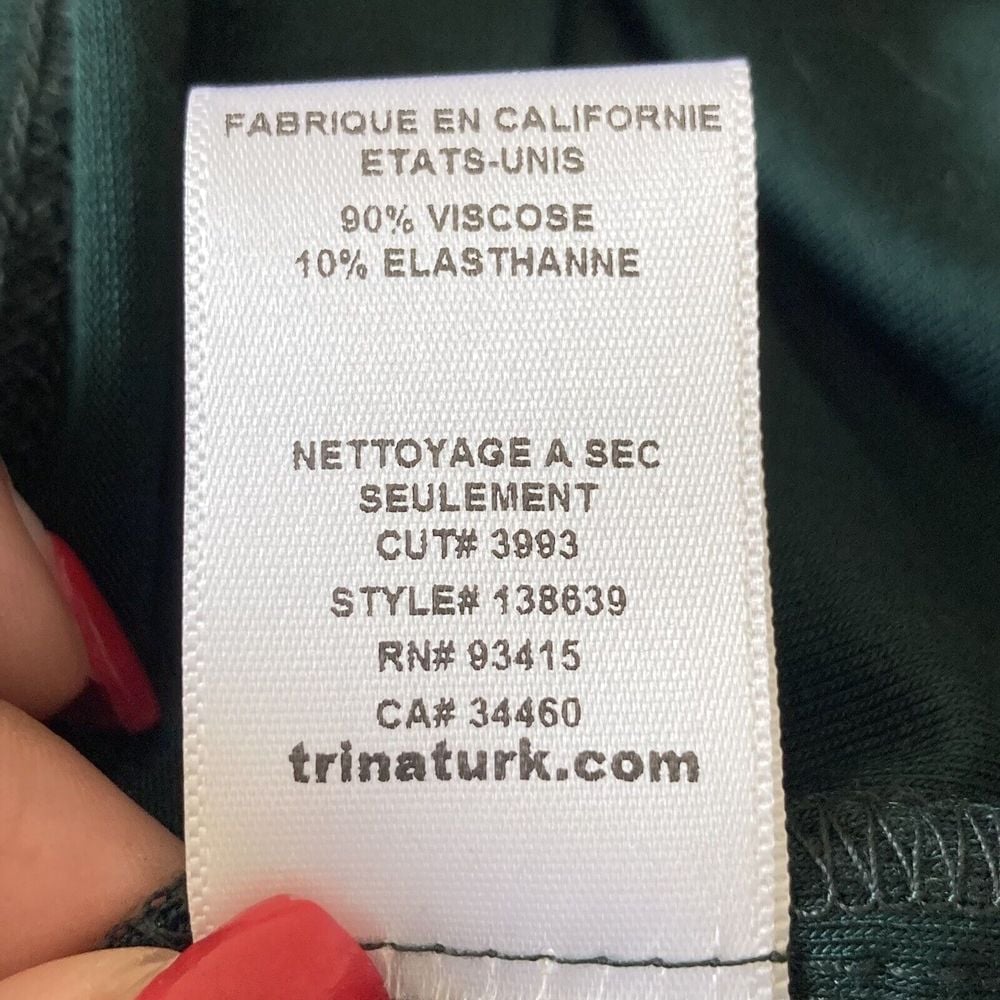 FABRIQUE EN CALIFORNIE
ETATS-UNIS
90% VISCOSE
10% ELASTHANNE
NETTOYAGE A SEC
SEULEMENT
CUT# 3993
STYLE# 138639
RN# 93415
CA# 34460
trinaturk.com